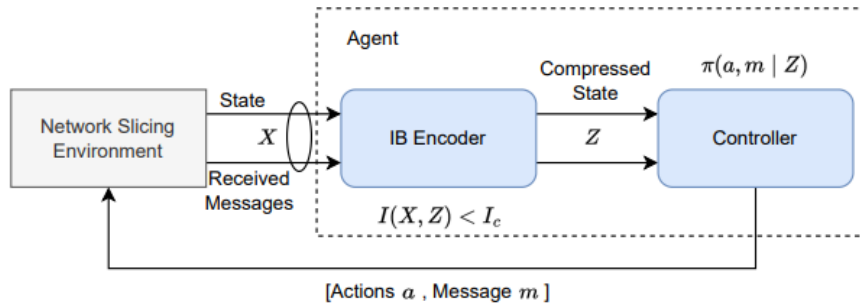 Agent
π(a, m | Z)
Compressed
State
State
Network Slicing
Environment
X
IB Encoder
Z
Controller
Received
Messages
I(X, Z) < I_c
[Actions a , Message m ]